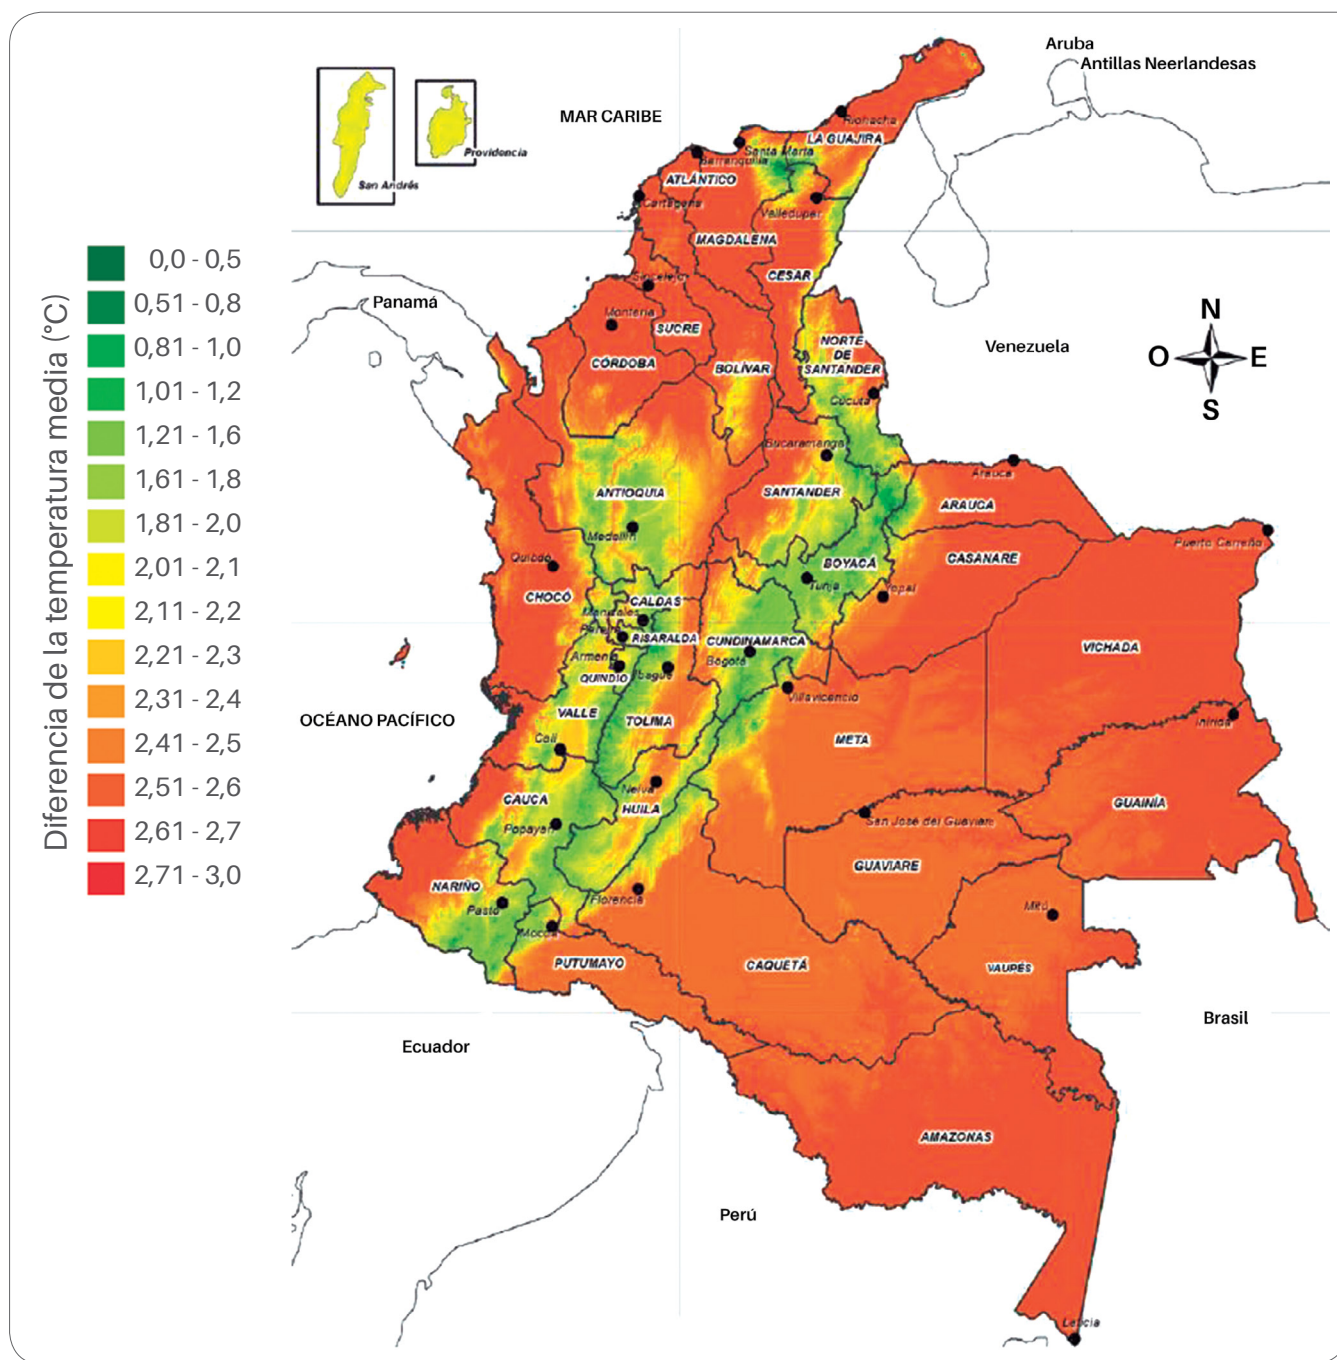 Aruba
Antillas Neerlandesas
MAR CARIBE
Riohacha
LA GUAJIRA
Santa Marta
Barranquilla
Providencia
San Andrés
ATLÁNTICO
Cartagena
Valledupar
MAGDALENA
CESAR
Diferencia de la temperatura media (°C)
0,0 - 0,5
0,51 - 0,8
0,81 - 1,0
1,01 - 1,2
1,21 - 1,6
1,61 - 1,8
1,81 - 2,0
2,01 - 2,1
2,11 - 2,2
2,21 - 2,3
2,31 - 2,4
2,41 - 2,5
2,51 - 2,6
2,61 - 2,7
2,71 - 3,0
Sincelejo
Panamá
Montería
SUCRE
CÓRDOBA
BOLÍVAR
NORTE
DE
SANTANDER
Cúcuta
Venezuela
N
O
E
S
Bucaramanga
Arauca
ANTIOQUIA
SANTANDER
ARAUCA
Medellín
Puerto Carreño
Quibdó
BOYACÁ
CASANARE
Tunja
Yopal
CHOCÓ
CALDAS
Manizales
Pereira
RISARALDA
CUNDINAMARCA
VICHADA
Armenia
Ibagué
Bogotá
QUINDÍO
Villavicencio
OCÉANO PACÍFICO
VALLE
TOLIMA
Inírida
Cali
META
Neiva
CAUCA
HUILA
GUAINÍA
Popayán
San José del Guaviare
GUAVIARE
NARIÑO
Florencia
Pasto
Mitú
Mocoa
PUTUMAYO
CAQUETÁ
VAUPÉS
Brasil
Ecuador
AMAZONAS
Perú
Leticia